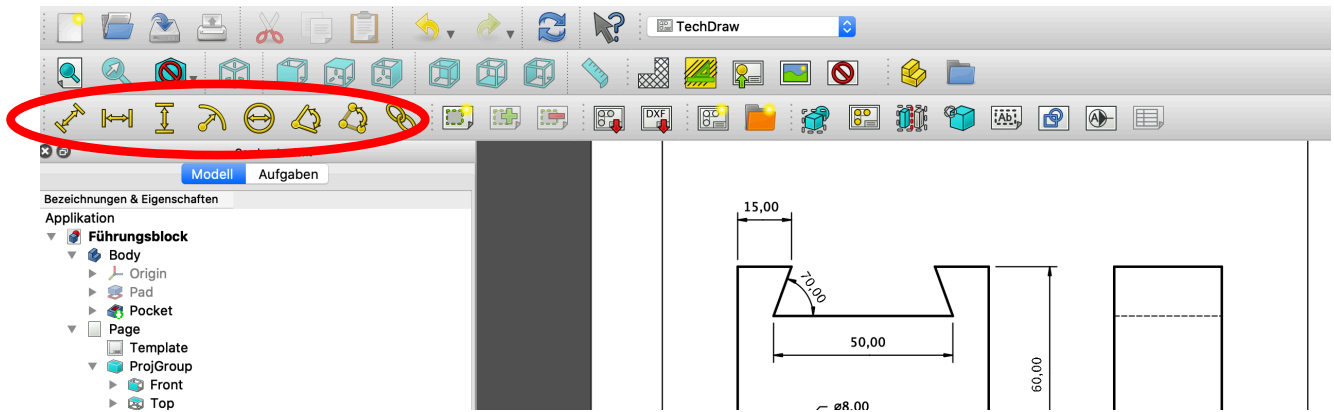 TechDraw
DXF
Ab
Modell Aufgaben
Bezeichnungen & Eigenschaften
Applikation
Führungsblock
Body
Origin
Pad
Pocket
Page
Template
ProjGroup
Front
Top
15,00
70,00
50,00
60,00
ø8,00